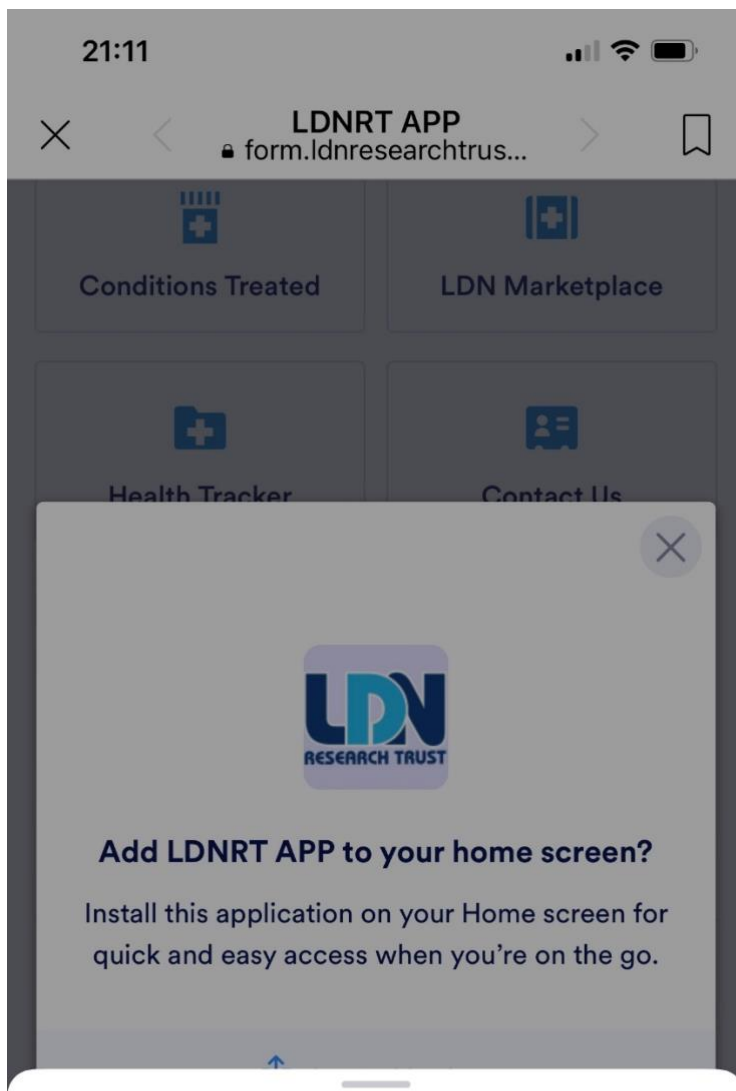 21:11
LDNRT APP
form.ldnresearchtrus...
Conditions Treated
LDN Marketplace
Health Tracker
Contact Us
LDN
RESEARCH TRUST
Add LDNRT APP to your home screen?
Install this application on your Home screen for
quick and easy access when you're on the go.